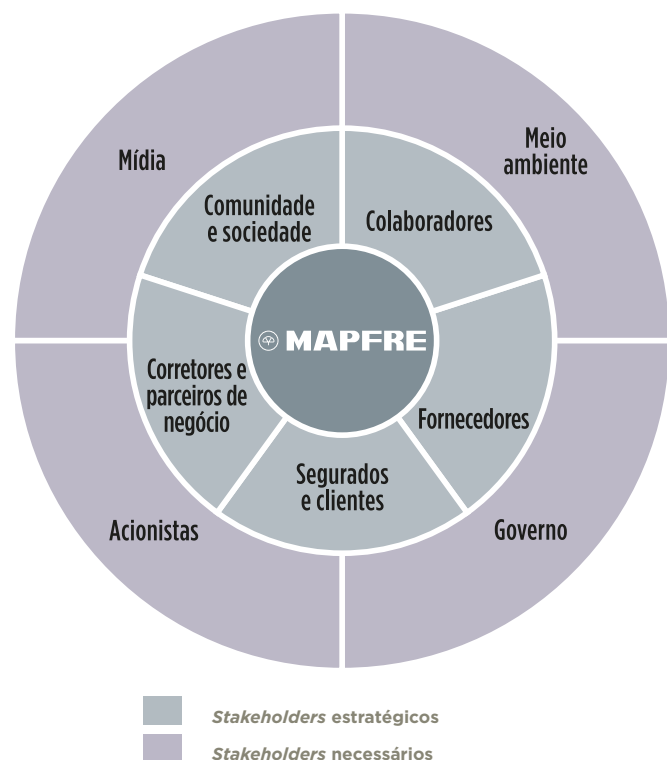 Mídia
Meio
ambiente
Comunidade
e sociedade
Colaboradores
MAPFRE
Corretores e
parceiros de
negócio
Fornecedores
Segurados
e clientes
Acionistas
Governo
Stakeholders estratégicos
Stakeholders necessários